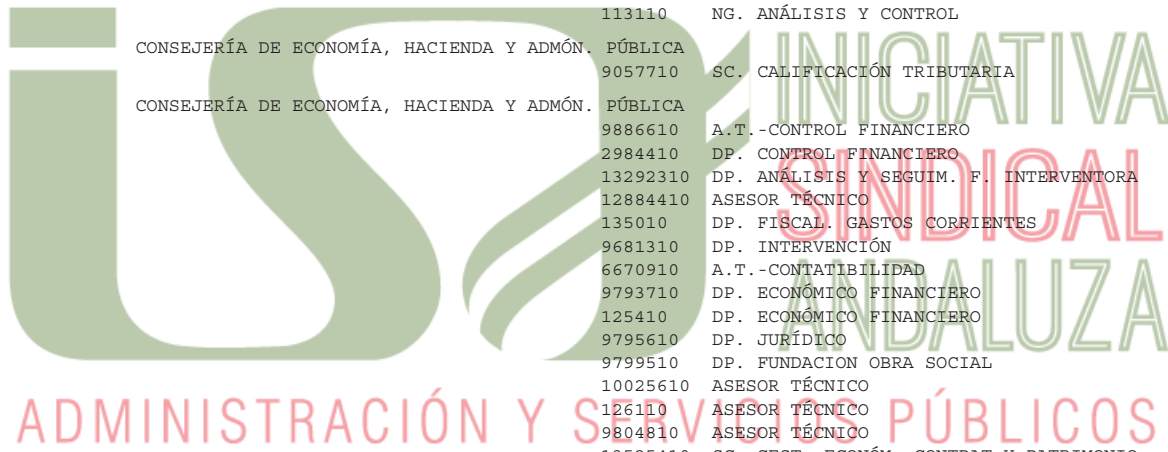 113110 NG. ANÁLISIS Y CONTROL
CONSEJERÍA DE ECONOMÍA, HACIENDA Y ADMÓN. PÚBLICA
9057710 SC. CALIFICACIÓN TRIBUTARIA
CONSEJERÍA DE ECONOMÍA, HACIENDA Y ADMÓN. PÚBLICA
9886610 A.T.-CONTROL FINANCIERO
2984410 DP. CONTROL FINANCIERO
13292310 DP. ANÁLISIS Y SEGUIM. F. INTERVENTORA
12884410 ASESOR TÉCNICO
135010 DP. FISCAL. GASTOS CORRIENTES
9681310 DP. INTERVENCIÓN
6670910 A.T.-CONTATIBILIDAD
9793710 DP. ECONÓMICO FINANCIERO
125410 DP. ECONÓMICO FINANCIERO
9795610 DP. JURÍDICO
9799510 DP. FUNDACION OBRA SOCIAL
10025610 ASESOR TÉCNICO
126110 ASESOR TÉCNICO
9804810 ASESOR TÉCNICO
isa
INICIATIVA
SINDICAL
ANDALUZA
ADMINISTRACIÓN Y SERVICIOS PÚBLICOS